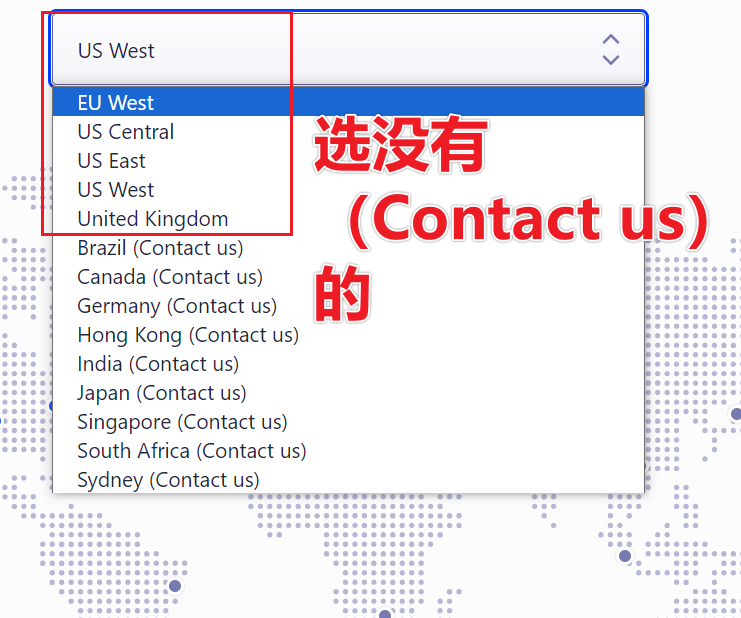 US West
EU West
US Central
US East
US West
United Kingdom
Brazil (Contact us)
Canada (Contact us)
Germany (Contact us)
Hong Kong (Contact us)
India (Contact us)
Japan (Contact us)
Singapore (Contact us)
South Africa (Contact us)
Sydney (Contact us)
选没有
（Contact us）
的